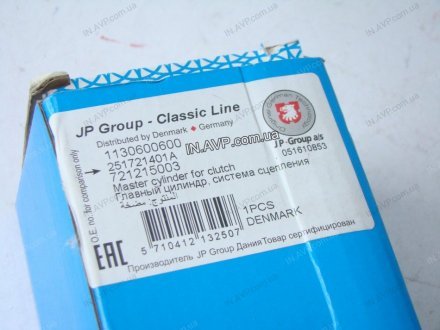 JP Group - Classic Line
Distributed by Denmark ♦ Germany
1130600600
251721401A
721215003
Master cylinder for clutch
Главный цилиндр, система сцепления
المنتوج: مضخة
O.E. no. for comparison only
JP Group a/s
051610853
1PCS
DENMARK
EAC
5 710412 132507
Производитель JP Group Дания Товар сертифицирован
IN.AVP.com.ua